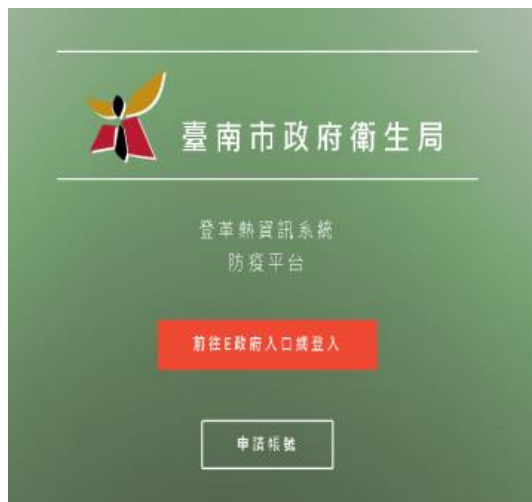 臺南市政府衛生局
登革熱資訊系統
防疫平台
前往E政府入口網登入
申請帳號